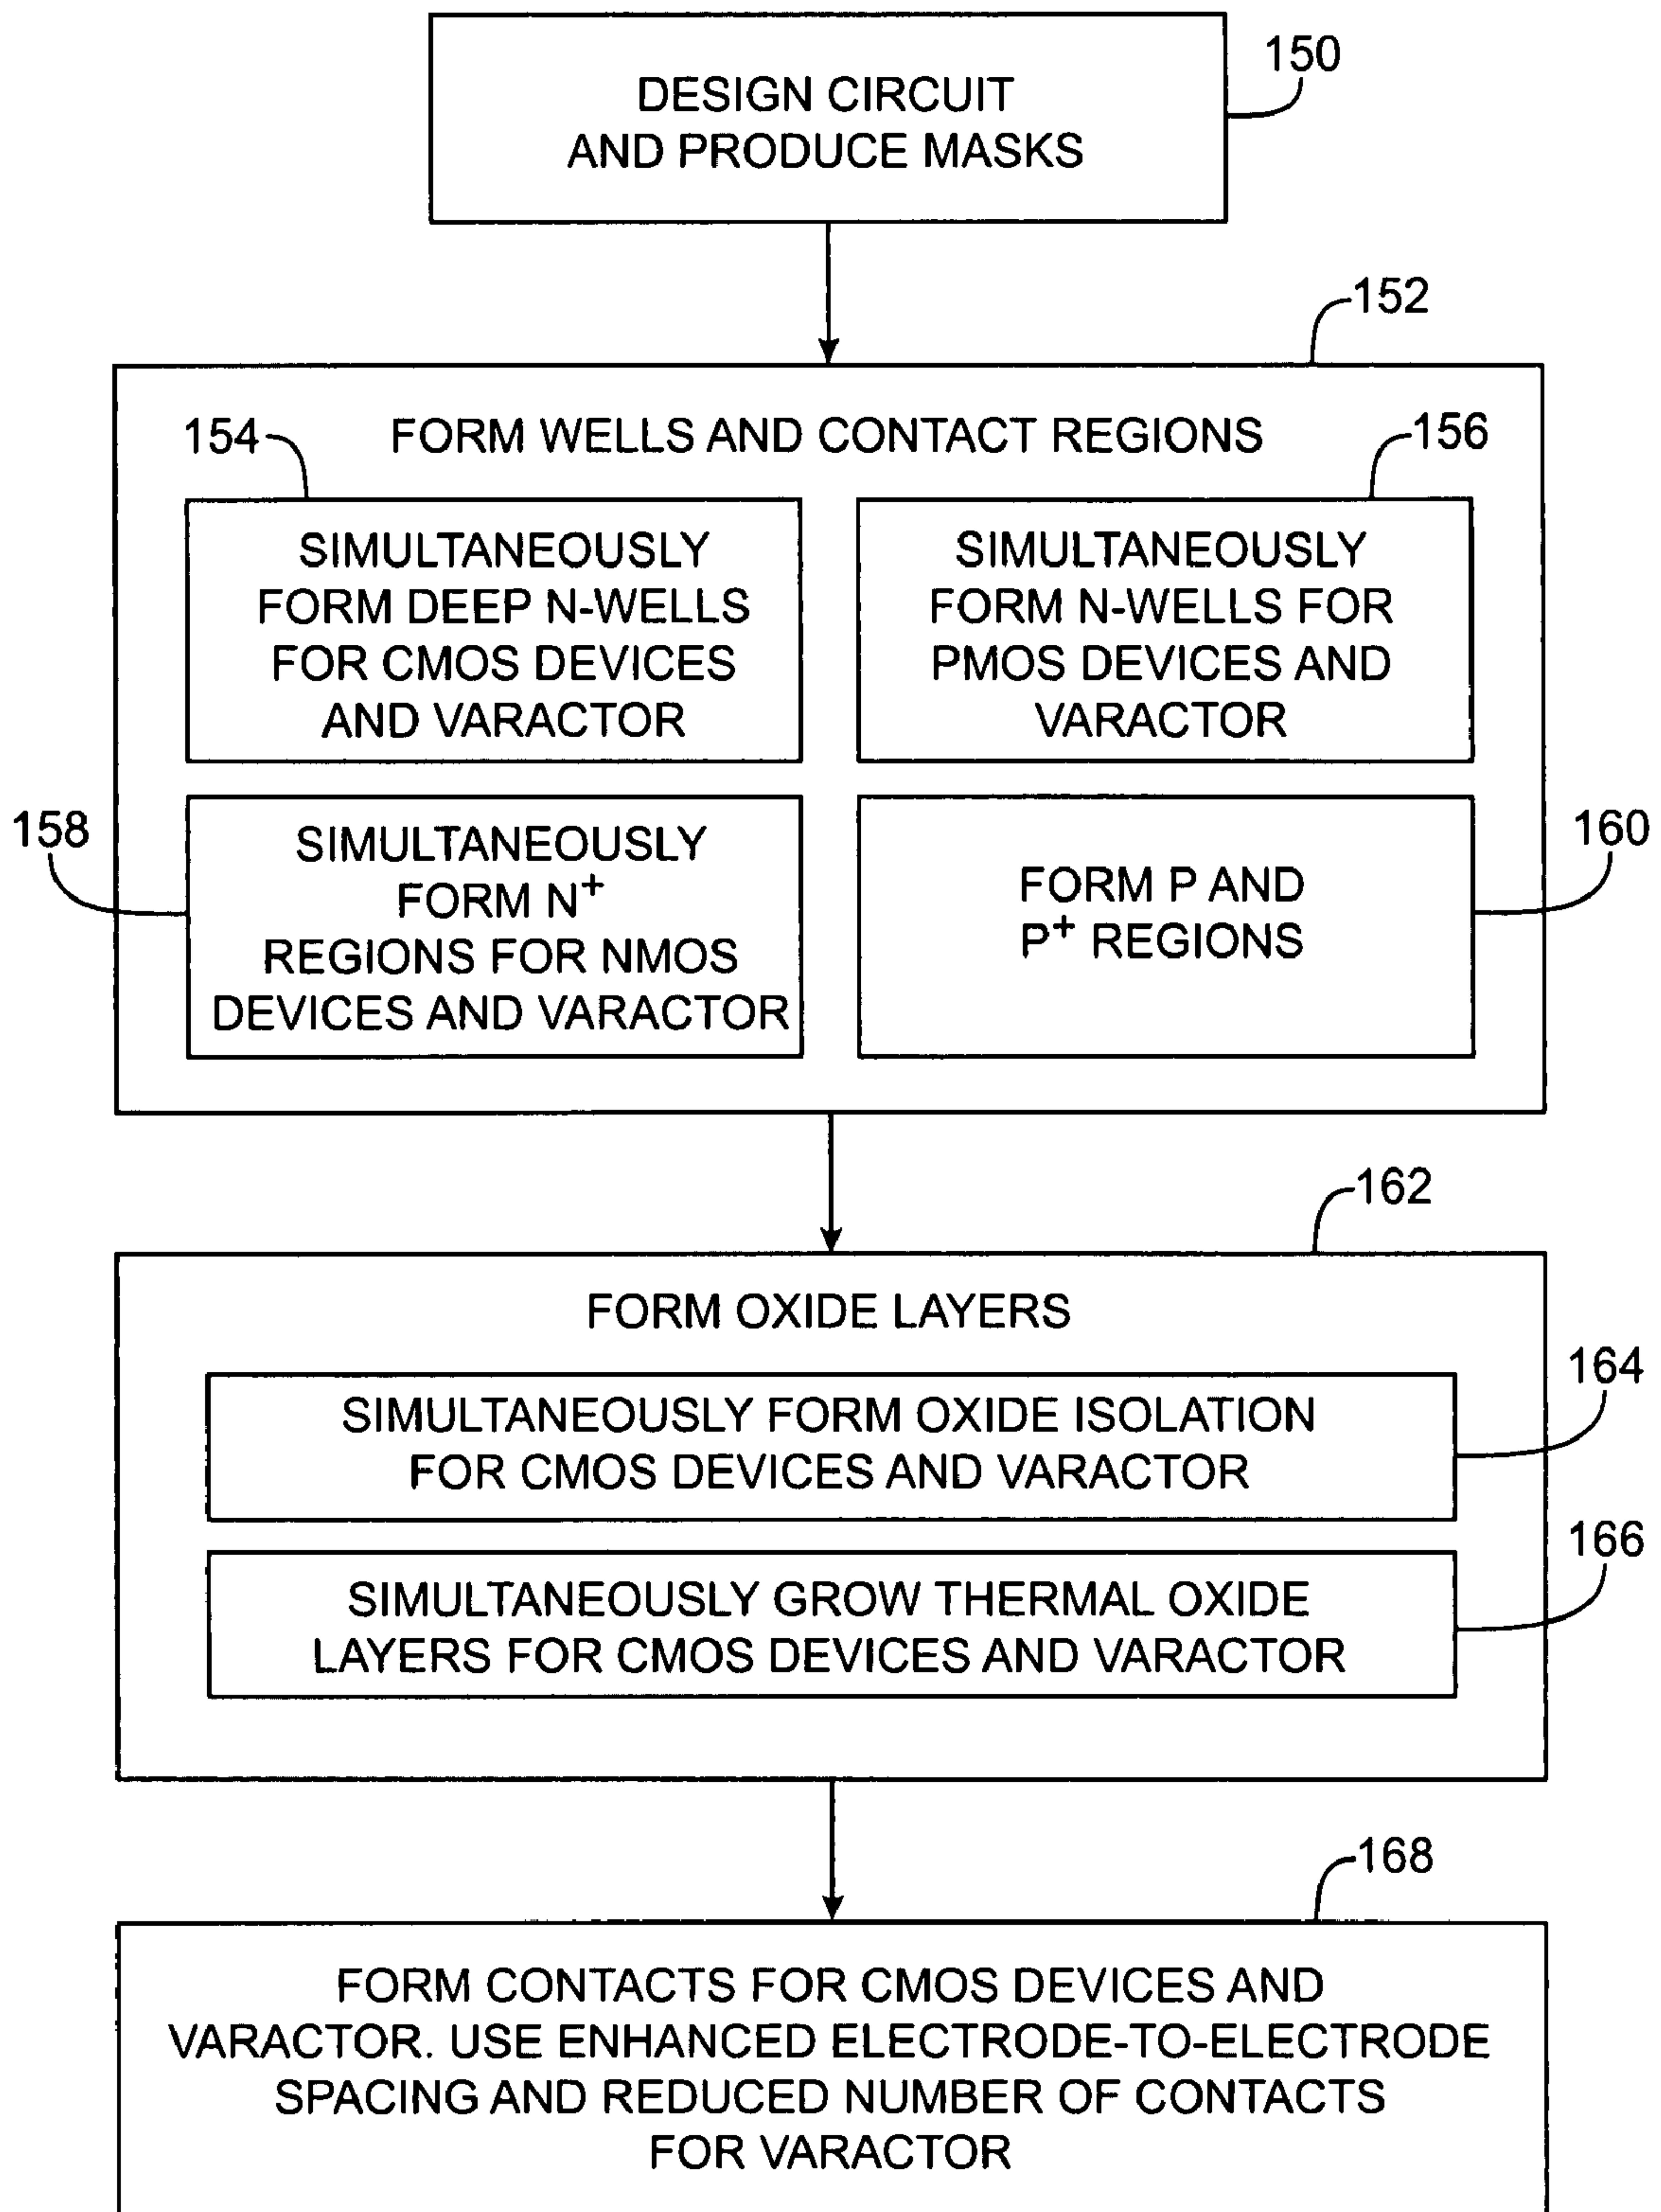 150
DESIGN CIRCUIT
AND PRODUCE MASKS
152
154
FORM WELLS AND CONTACT REGIONS
156
SIMULTANEOUSLY
FORM DEEP N-WELLS
FOR CMOS DEVICES
AND VARACTOR
SIMULTANEOUSLY
FORM N-WELLS FOR
PMOS DEVICES AND
VARACTOR
158
SIMULTANEOUSLY
FORM N+
REGIONS FOR NMOS
DEVICES AND VARACTOR
160
FORM P AND
P+ REGIONS
162
FORM OXIDE LAYERS
164
SIMULTANEOUSLY FORM OXIDE ISOLATION
FOR CMOS DEVICES AND VARACTOR
166
SIMULTANEOUSLY GROW THERMAL OXIDE
LAYERS FOR CMOS DEVICES AND VARACTOR
168
FORM CONTACTS FOR CMOS DEVICES AND
VARACTOR. USE ENHANCED ELECTRODE-TO-ELECTRODE
SPACING AND REDUCED NUMBER OF CONTACTS
FOR VARACTOR